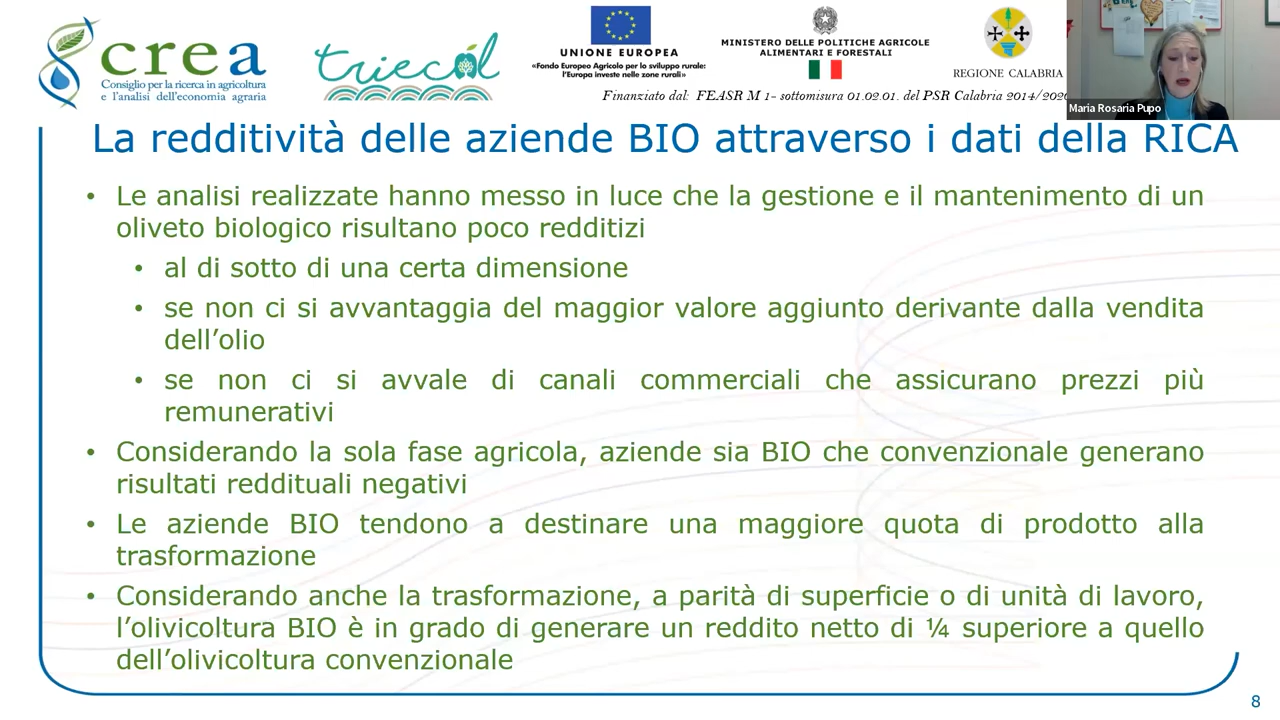 crea
Consiglio per la ricerca in agricoltura
e l'analisi dell'economia agraria
triecol
UNIONE EUROPEA
«Fondo Europeo Agricolo per lo sviluppo rurale:
l'Europa investe nelle zone rurali»
MINISTERO DELLE POLITICHE AGRICOLE
ALIMENTARI E FORESTALI
REGIONE CALABRIA
Finanziato dal: FEASR M 1- sottomisura 01.02.01. del PSR Calabria 2014/2020
Maria Rosaria Pupo
La redditività delle aziende BIO attraverso i dati della RICA
• Le analisi realizzate hanno messo in luce che la gestione e il mantenimento di un
oliveto biologico risultano poco redditizi
• al di sotto di una certa dimensione
• se non ci si avvantaggia del maggior valore aggiunto derivante dalla vendita
dell'olio
• se non ci si avvale di canali commerciali che assicurano prezzi più
remunerativi
• Considerando la sola fase agricola, aziende sia BIO che convenzionale generano
risultati reddituali negativi
• Le aziende BIO tendono a destinare una maggiore quota di prodotto alla
trasformazione
• Considerando anche la trasformazione, a parità di superficie o di unità di lavoro,
l'olivicoltura BIO è in grado di generare un reddito netto di ¼ superiore a quello
dell'olivicoltura convenzionale
8